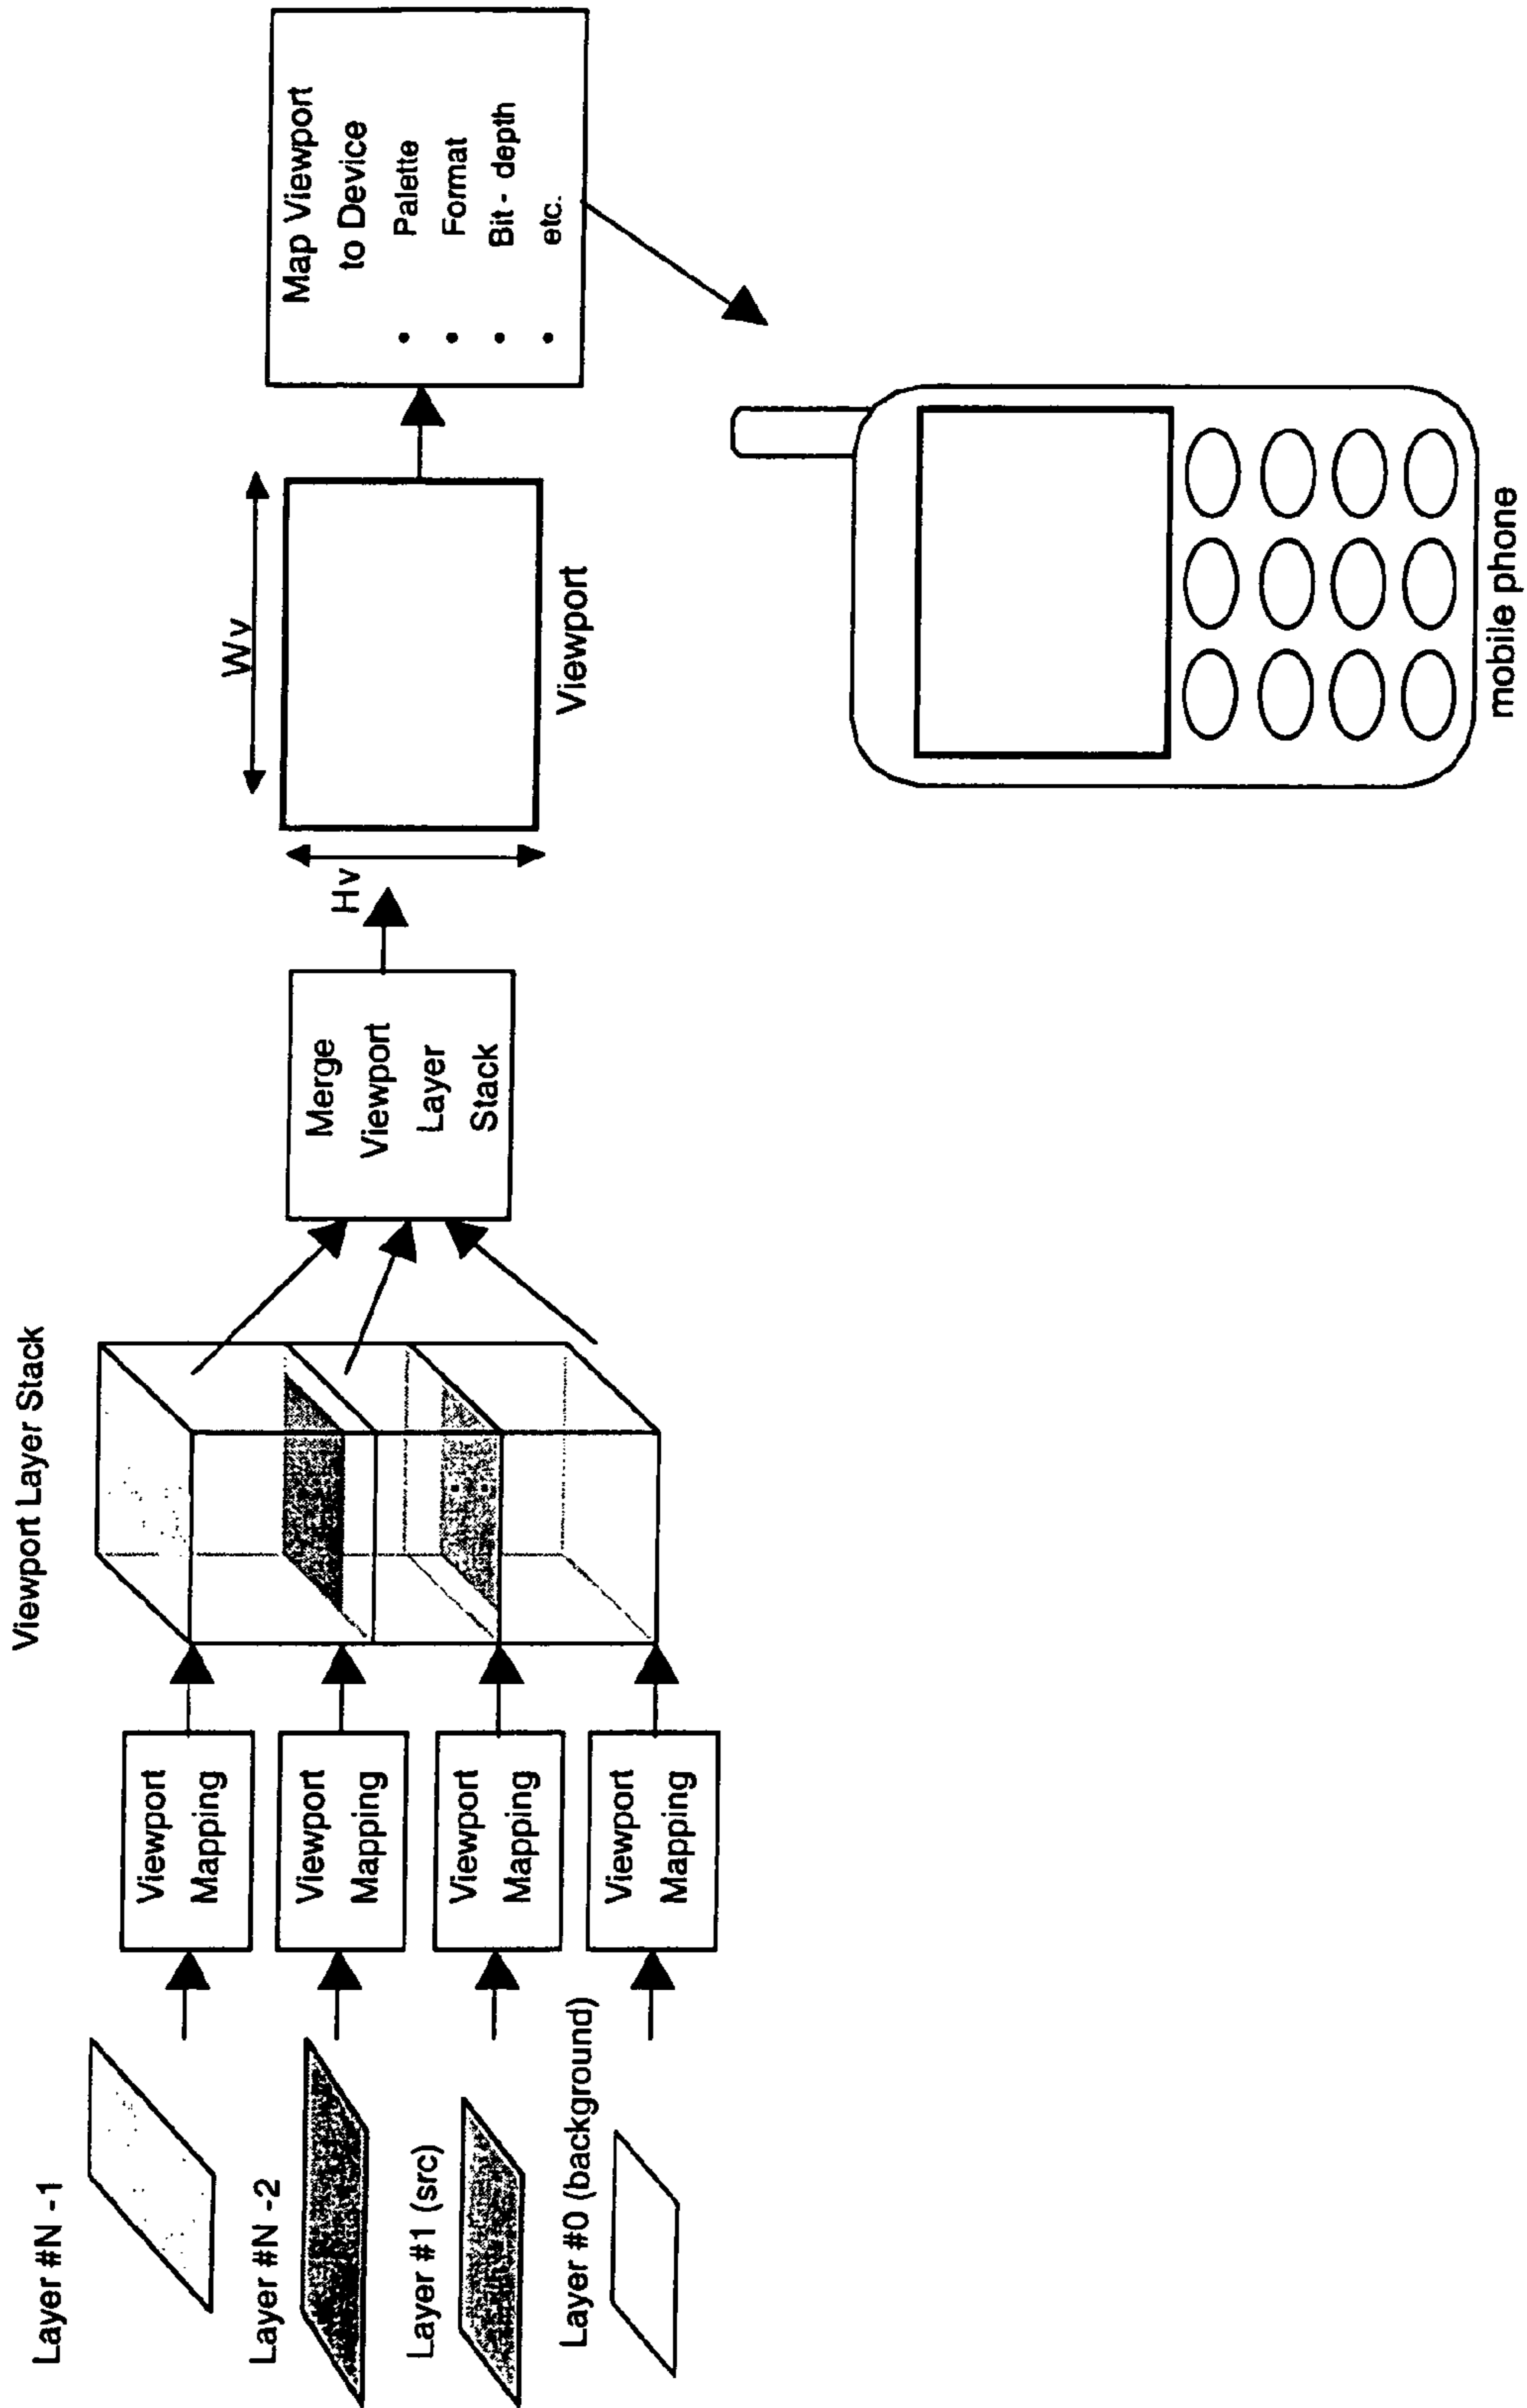 Viewport Layer Stack
Layer #N -1
Viewport
Mapping
Layer #N -2
Viewport
Mapping
Layer #1 (src)
Viewport
Mapping
Layer #0 (background)
Viewport
Mapping
Merge
Viewport
Layer
Stack
Hv
Wv
Viewport
Map Viewport
to Device
• Palette
• Format
• Bit - depth
• etc.
mobile phone